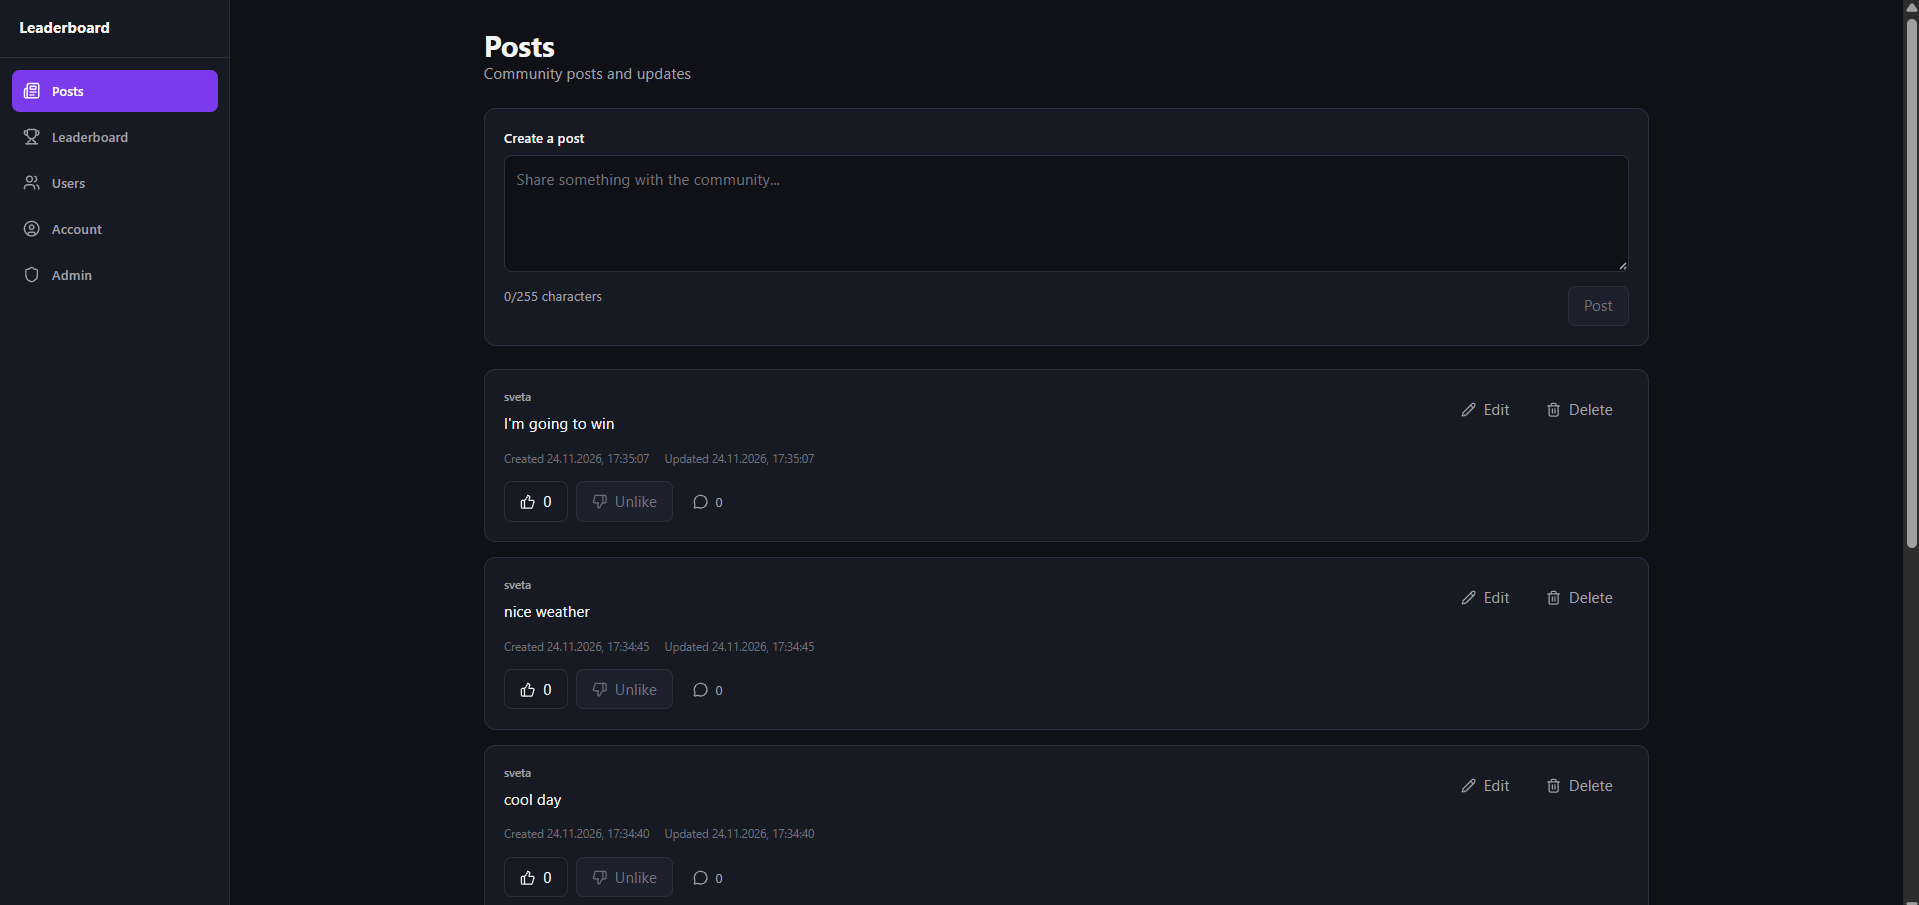 Leaderboard
Posts
Leaderboard
Users
Account
Admin
Posts
Community posts and updates
Create a post
Share something with the community...
0/255 characters
Post
sveta
I'm going to win
Edit
Delete
Created 24.11.2026, 17:35:07 Updated 24.11.2026, 17:35:07
0 Unlike 0
sveta
nice weather
Edit
Delete
Created 24.11.2026, 17:34:45 Updated 24.11.2026, 17:34:45
0 Unlike 0
sveta
cool day
Edit
Delete
Created 24.11.2026, 17:34:40 Updated 24.11.2026, 17:34:40
0 Unlike 0